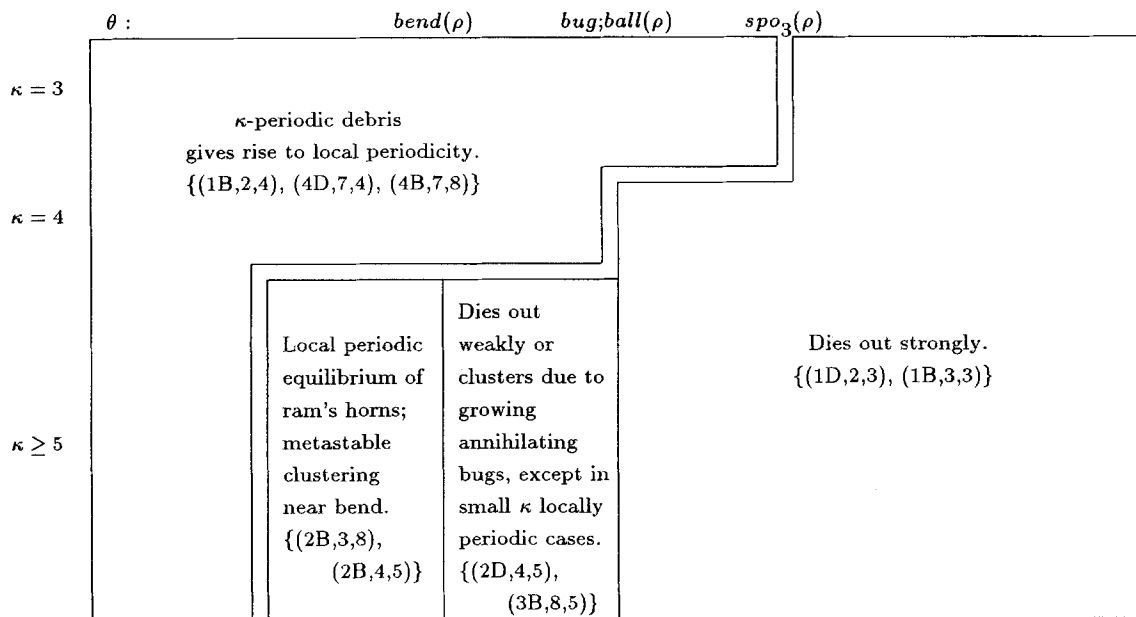 θ :    bend(ρ)    bug;ball(ρ)    spo₃(ρ)
κ = 3
κ-periodic debris
gives rise to local periodicity.
{(1B,2,4), (4D,7,4), (4B,7,8)}
κ = 4
κ ≥ 5
Local periodic
equilibrium of
ram's horns;
metastable
clustering
near bend.
{(2B,3,8),
(2B,4,5)}
Dies out
weakly or
clusters due to
growing
annihilating
bugs, except in
small κ locally
periodic cases.
{(2D,4,5),
(3B,8,5)}
Dies out strongly.
{(1D,2,3), (1B,3,3)}